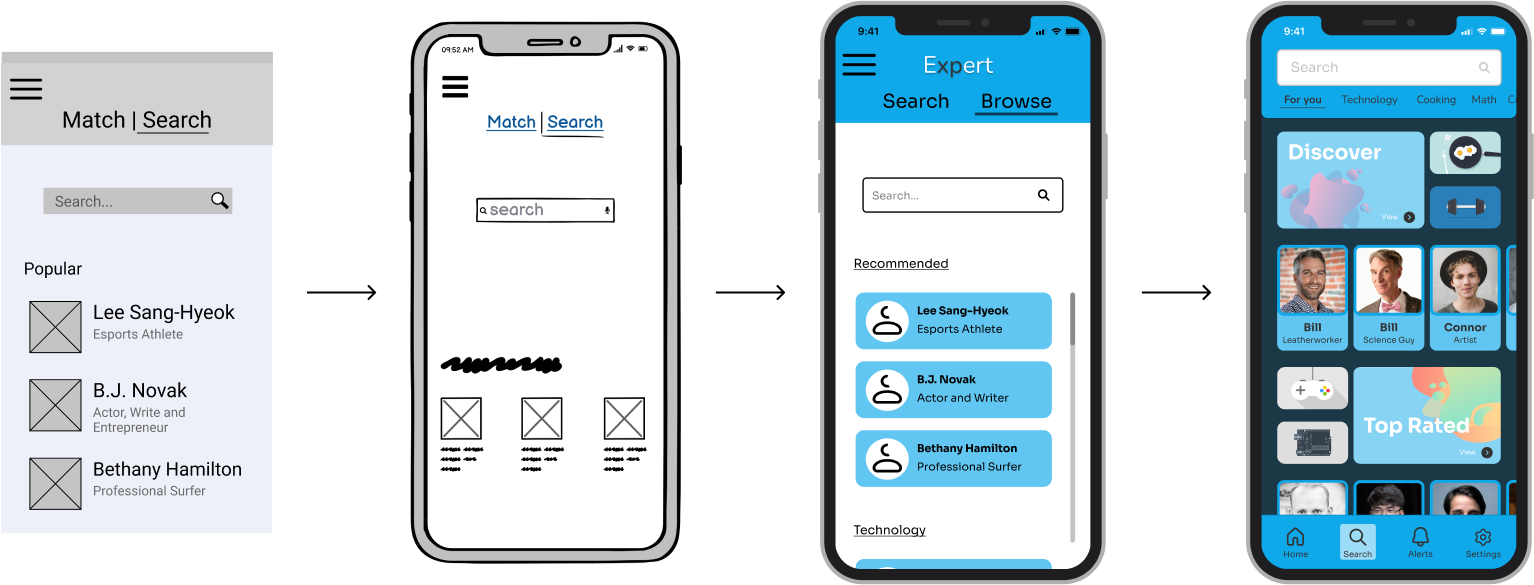 Match | Search
Search...
Popular
Lee Sang-Hyeok
Esports Athlete
B.J. Novak
Actor, Write and
Entrepreneur
Bethany Hamilton
Professional Surfer
09:52 AM
Match | Search
search
9:41
Expert
Search Browse
Search...
Recommended
Lee Sang-Hyeok
Esports Athlete
B.J. Novak
Actor and Writer
Bethany Hamilton
Professional Surfer
Technology
9:41
Search
For you Technology Cooking Math C
Discover
View
Bill
Leatherworker
Bill
Science Guy
Connor
Artist
Top Rated
View
Home Search Alerts Settings